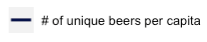 # of unique beers per capita